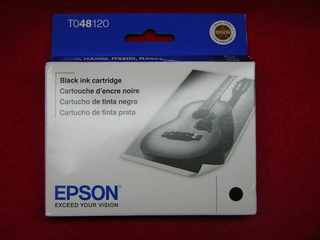 T048120
EPSON
RX500, RX600,
Black ink cartridge
Cartouche d'encre noire
Cartucho de tinta negra
Cartucho de tinta preta
EPSON
EXCEED YOUR VISION